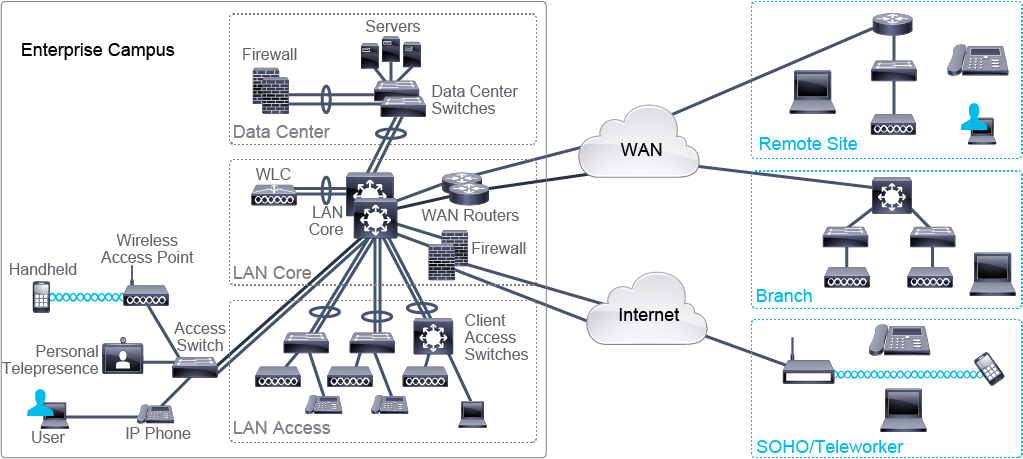 Enterprise Campus
Servers
Firewall
Data Center
Switches
Data Center
WLC
LAN
Core
WAN Routers
Firewall
LAN Core
Wireless
Access Point
Handheld
Access
Switch
Personal
Telepresence
User
IP Phone
Client
Access
Switches
LAN Access
WAN
Internet
Remote Site
Branch
SOHO/Teleworker